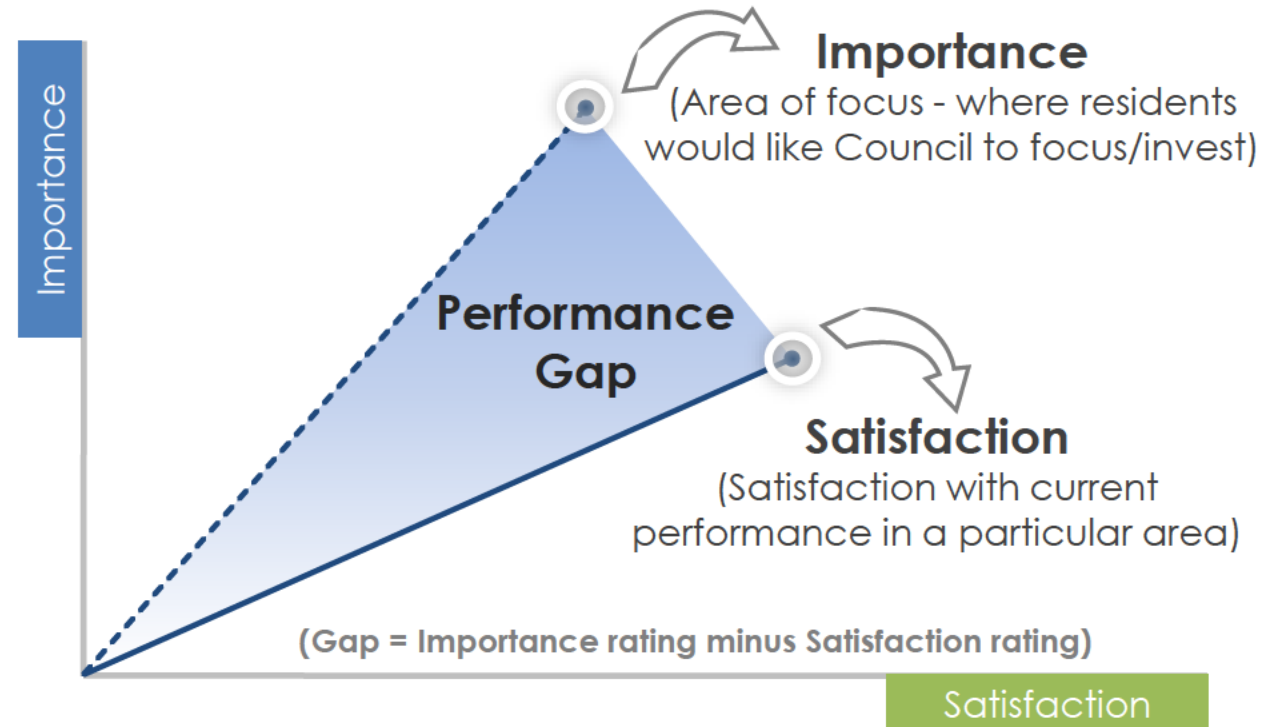 Importance
Importance
(Area of focus - where residents
would like Council to focus/invest)
Performance
Gap
Satisfaction
(Satisfaction with current
performance in a particular area)
(Gap = Importance rating minus Satisfaction rating)
Satisfaction